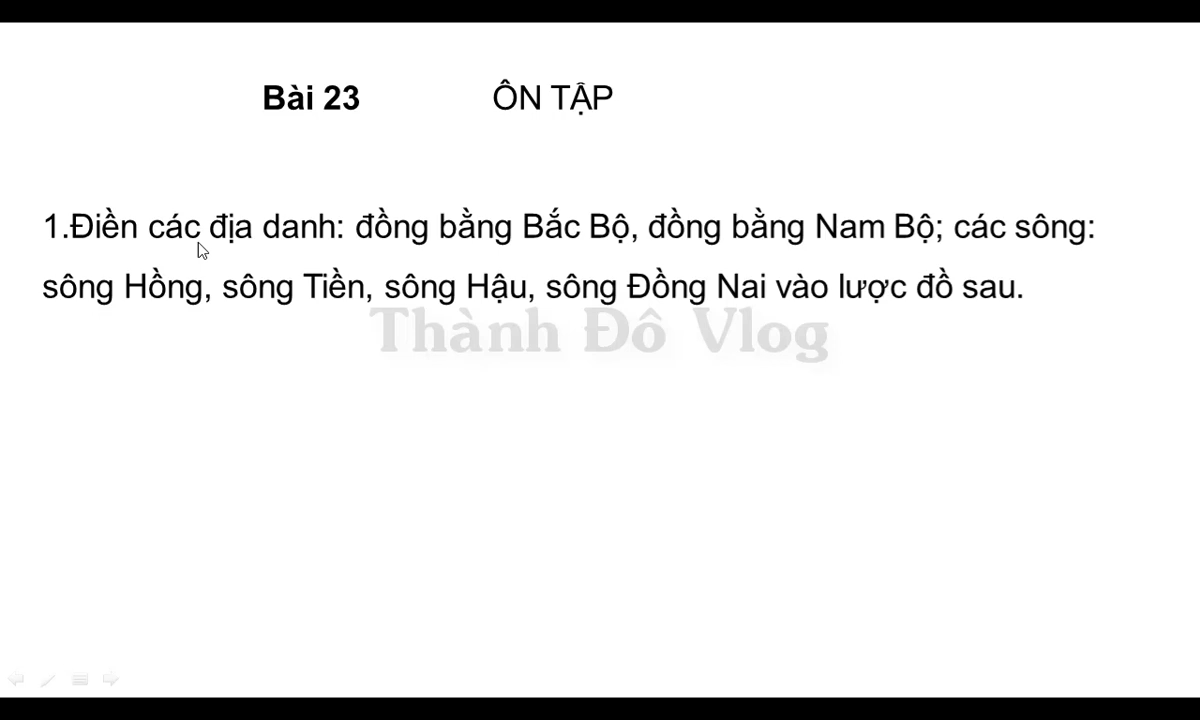 Bài 23 ÔN TẬP
1.Điền các địa danh: đồng bằng Bắc Bộ, đồng bằng Nam Bộ; các sông:
sông Hồng, sông Tiền, sông Hậu, sông Đồng Nai vào lược đồ sau.
Thành Đô Vlog